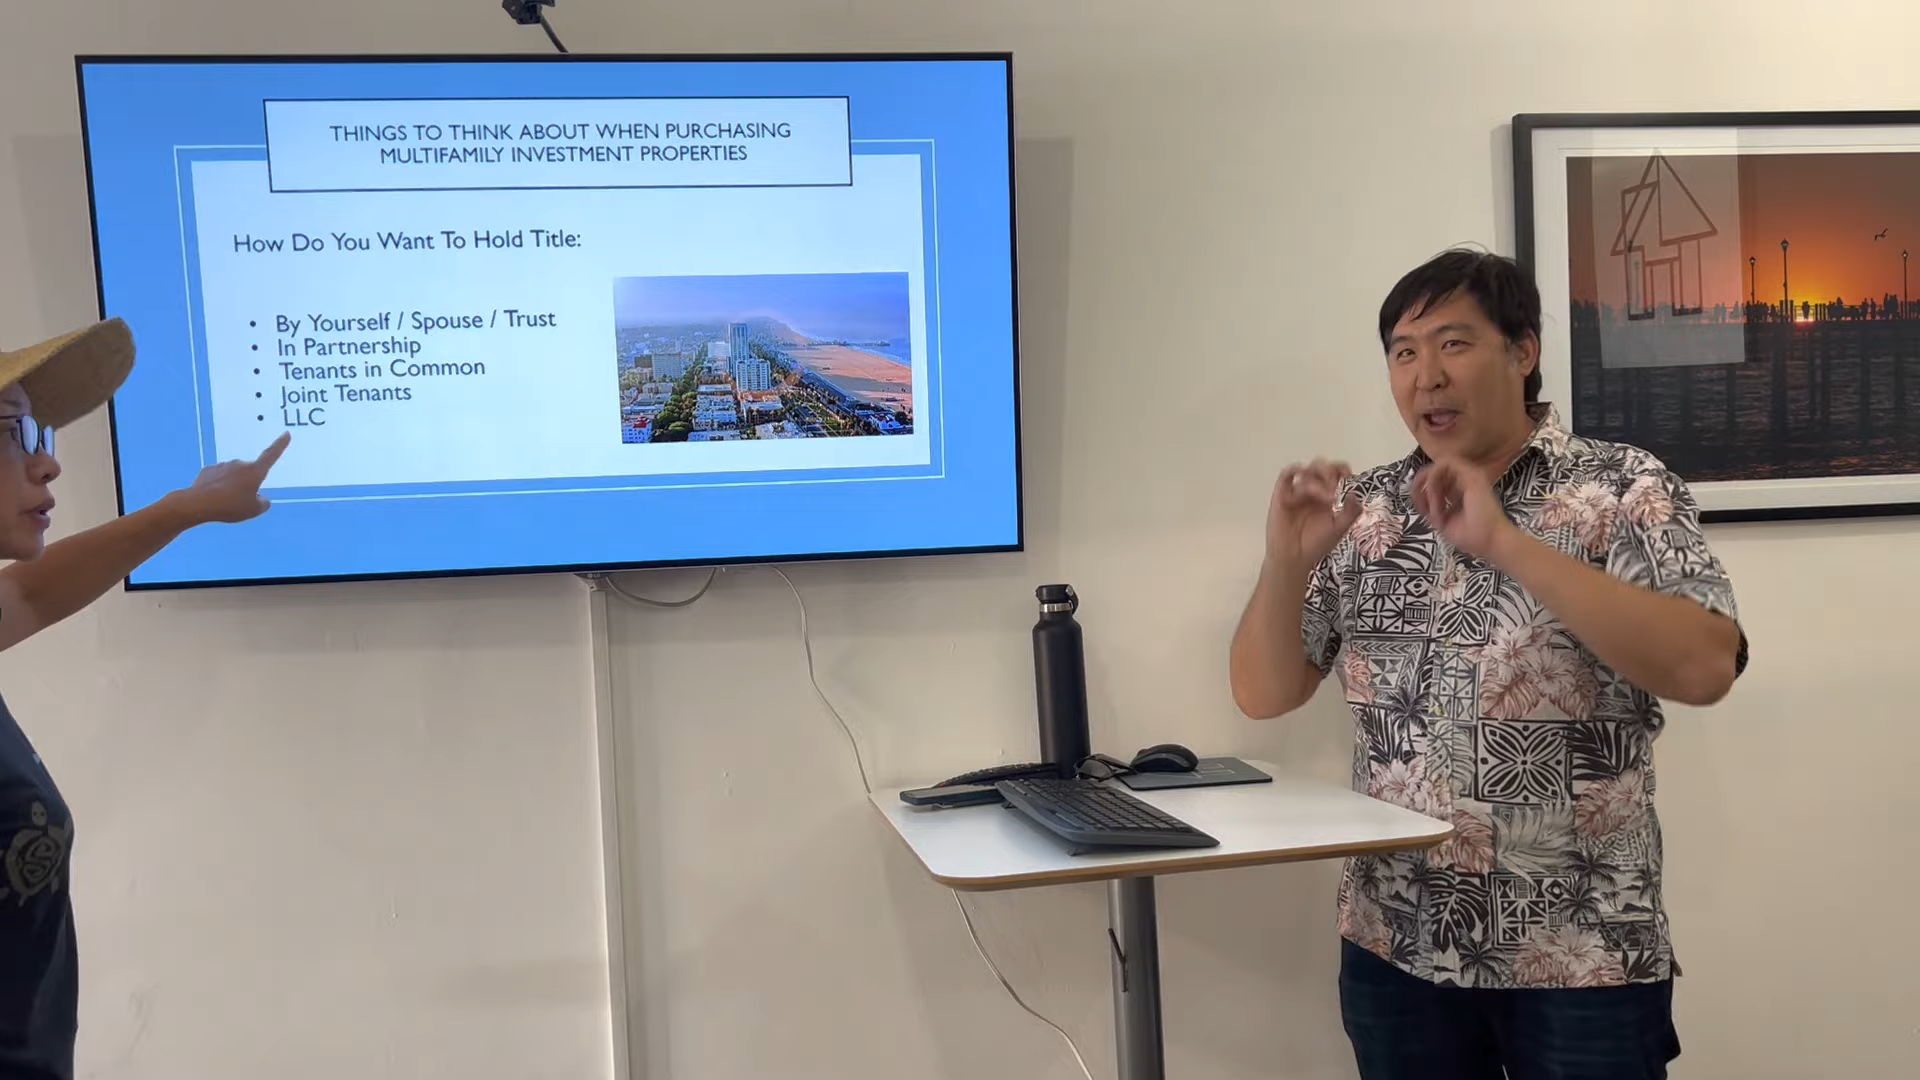 THINGS TO THINK ABOUT WHEN PURCHASING
MULTIFAMILY INVESTMENT PROPERTIES
How Do You Want To Hold Title:
• By Yourself / Spouse / Trust
• In Partnership
• Tenants in Common
• Joint Tenants
• LLC